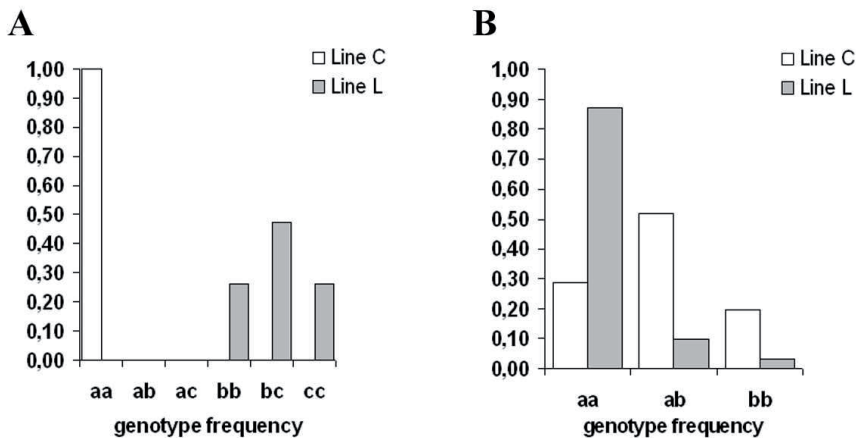 A
Line C
Line L
1,00
0,90
0,80
0,70
0,60
0,50
0,40
0,30
0,20
0,10
0,00
aa ab ac bb bc cc
genotype frequency
B
Line C
Line L
1,00
0,90
0,80
0,70
0,60
0,50
0,40
0,30
0,20
0,10
0,00
aa ab bb
genotype frequency